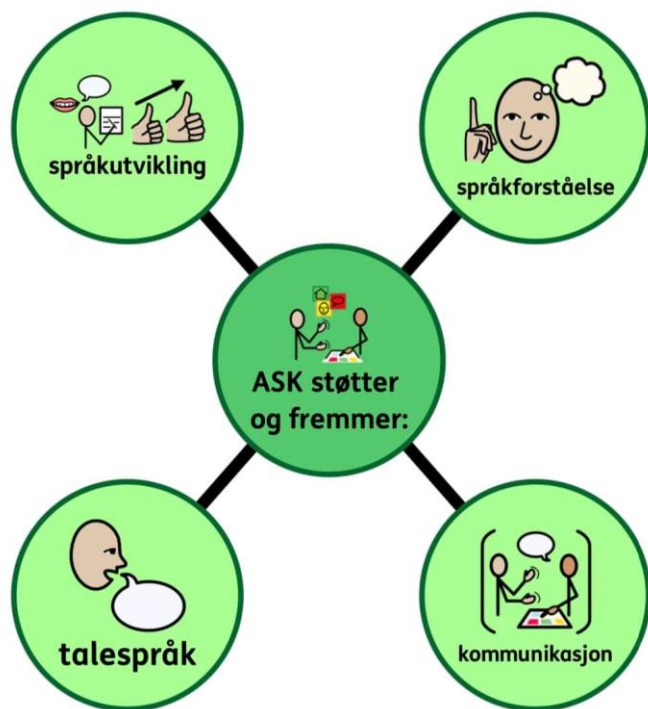 språkutvikling
språkforståelse
ASK støtter
og fremmer:
talespråk
kommunikasjon